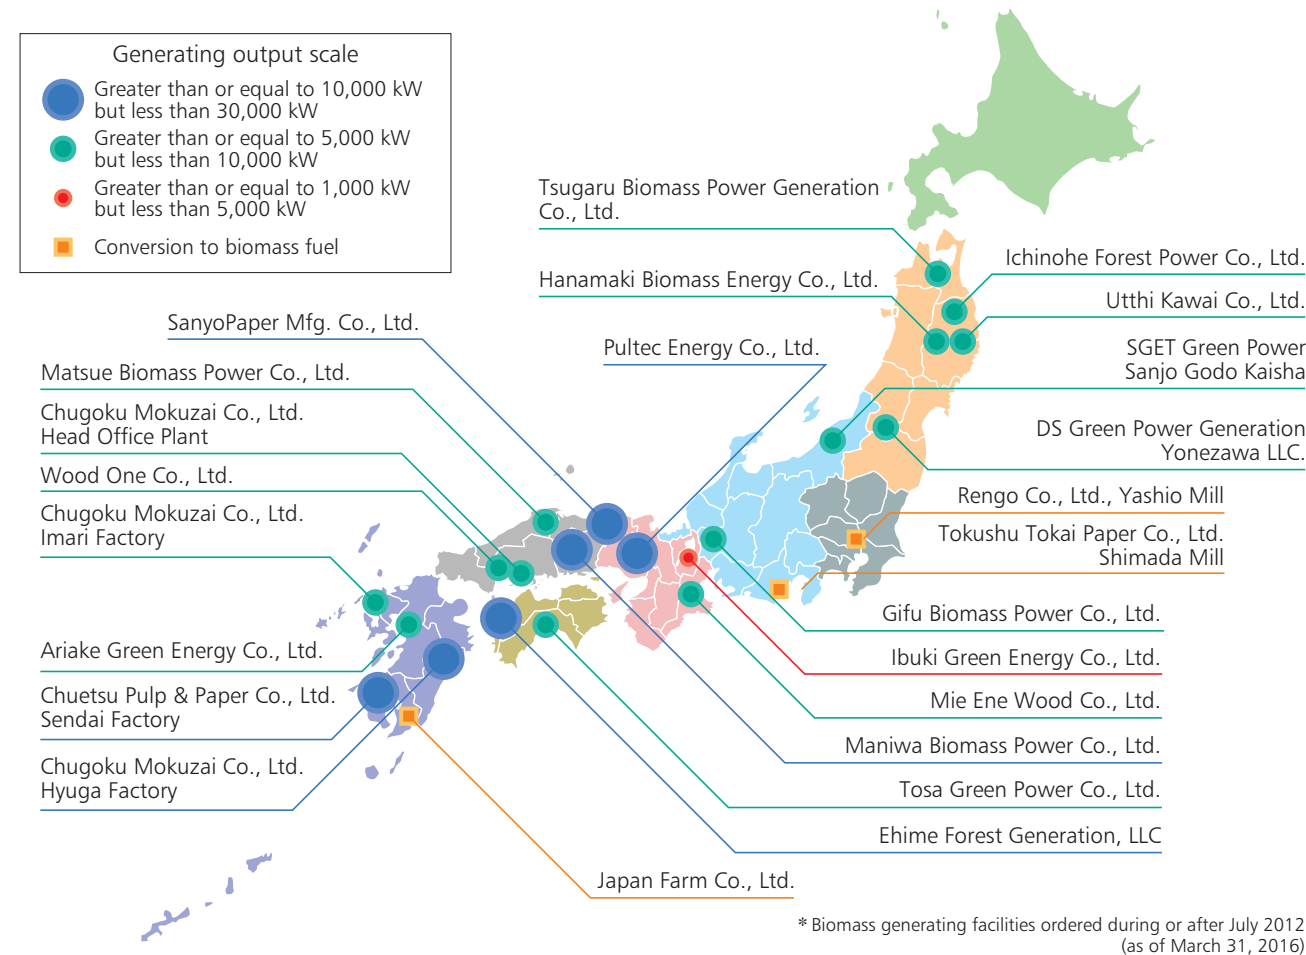 Generating output scale
Greater than or equal to 10,000 kW
but less than 30,000 kW
Greater than or equal to 5,000 kW
but less than 10,000 kW
Greater than or equal to 1,000 kW
but less than 5,000 kW
Conversion to biomass fuel
Tsugaru Biomass Power Generation
Co., Ltd.
Hanamaki Biomass Energy Co., Ltd.
Ichinohe Forest Power Co., Ltd.
Utthi Kawai Co., Ltd.
SGET Green Power
Sanjo Godo Kaisha
DS Green Power Generation
Yonezawa LLC.
Rengo Co., Ltd., Yashio Mill
Tokushu Tokai Paper Co., Ltd.
Shimada Mill
SanyoPaper Mfg. Co., Ltd.
Pultec Energy Co., Ltd.
Matsue Biomass Power Co., Ltd.
Chugoku Mokuzai Co., Ltd.
Head Office Plant
Wood One Co., Ltd.
Chugoku Mokuzai Co., Ltd.
Imari Factory
Ariake Green Energy Co., Ltd.
Chuetsu Pulp & Paper Co., Ltd.
Sendai Factory
Chugoku Mokuzai Co., Ltd.
Hyuga Factory
Gifu Biomass Power Co., Ltd.
Ibuki Green Energy Co., Ltd.
Mie Ene Wood Co., Ltd.
Maniwa Biomass Power Co., Ltd.
Tosa Green Power Co., Ltd.
Ehime Forest Generation, LLC
Japan Farm Co., Ltd.
* Biomass generating facilities ordered during or after July 2012
(as of March 31, 2016)